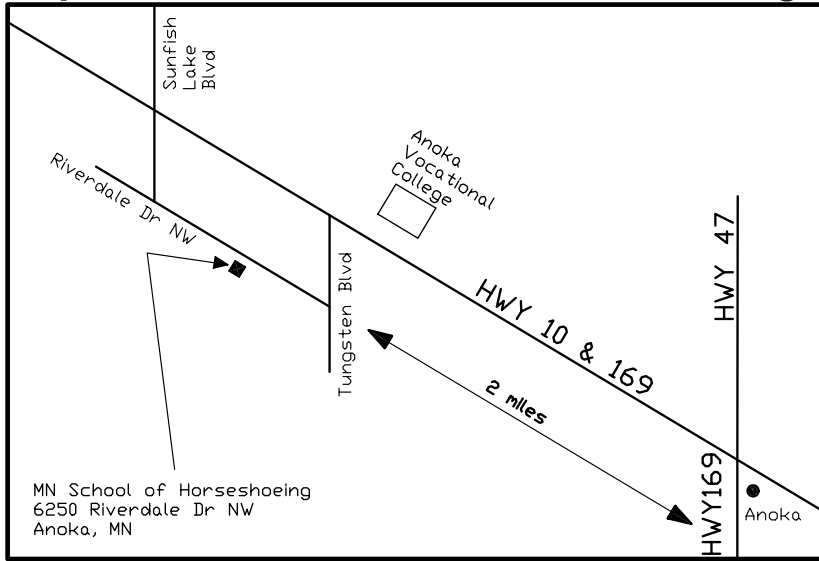 Sunfish
Lake
Blvd
Anoka
Vocational
College
Riverdale Dr NW
HWY 47
Tungsten Blvd
HWY 10 & 169
2 miles
HWY169
MN School of Horseshoeing
6250 Riverdale Dr NW
Anoka, MN
Anoka